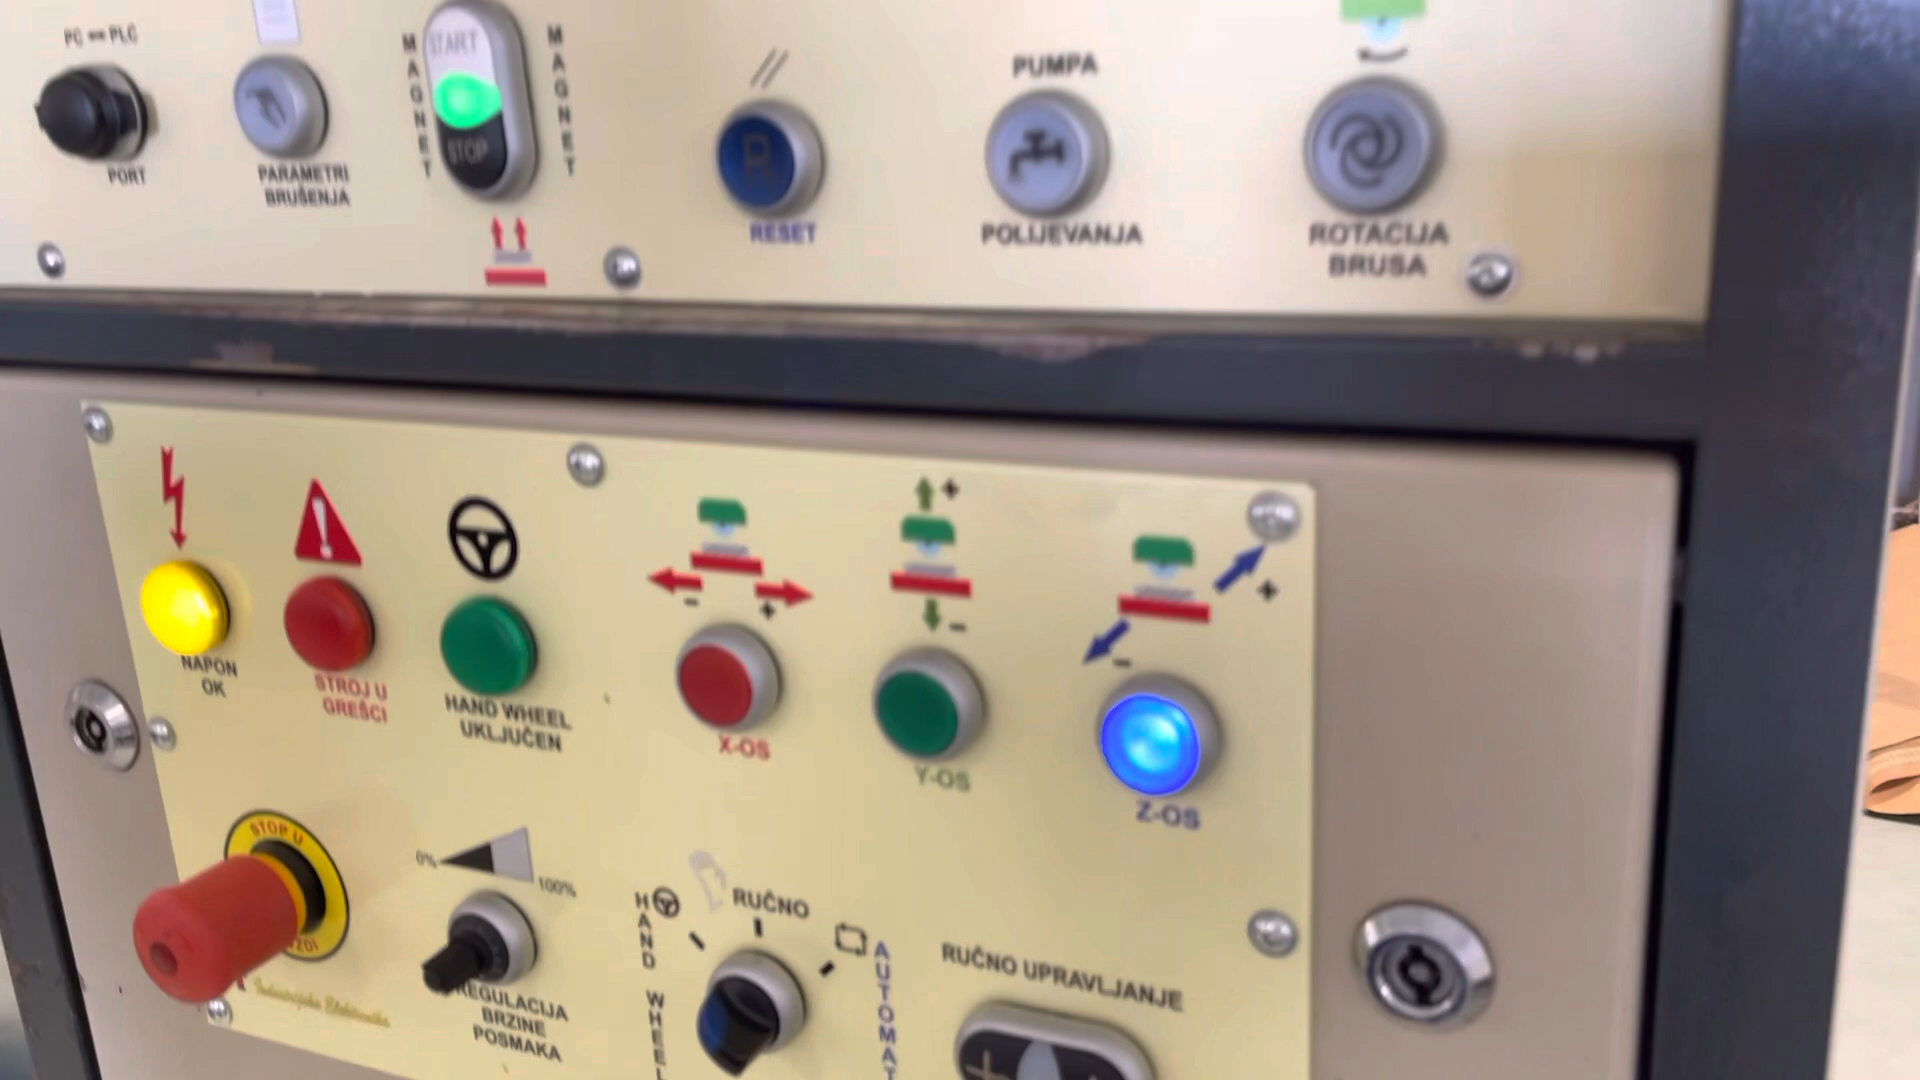 PC PLC
PORT
PARAMETRI
BRUŠENJA
MAGNET
START
STOP
MAGNET
R
RESET
PUMPA
POLIJEVANJA
ROTACIJA
BRUSA
NAPON
OK
STROJ U
GREŠCI
HAND WHEEL
UKLJUČEN
- +
X-OS
+
-
Y-OS
+
-
Z-OS
STOP U
0%
100%
REGULACIJA
BRZINE
POSMAKA
HAND WHEEL
RUČNO
AUTOMAT
RUČNO UPRAVLJANJE
+